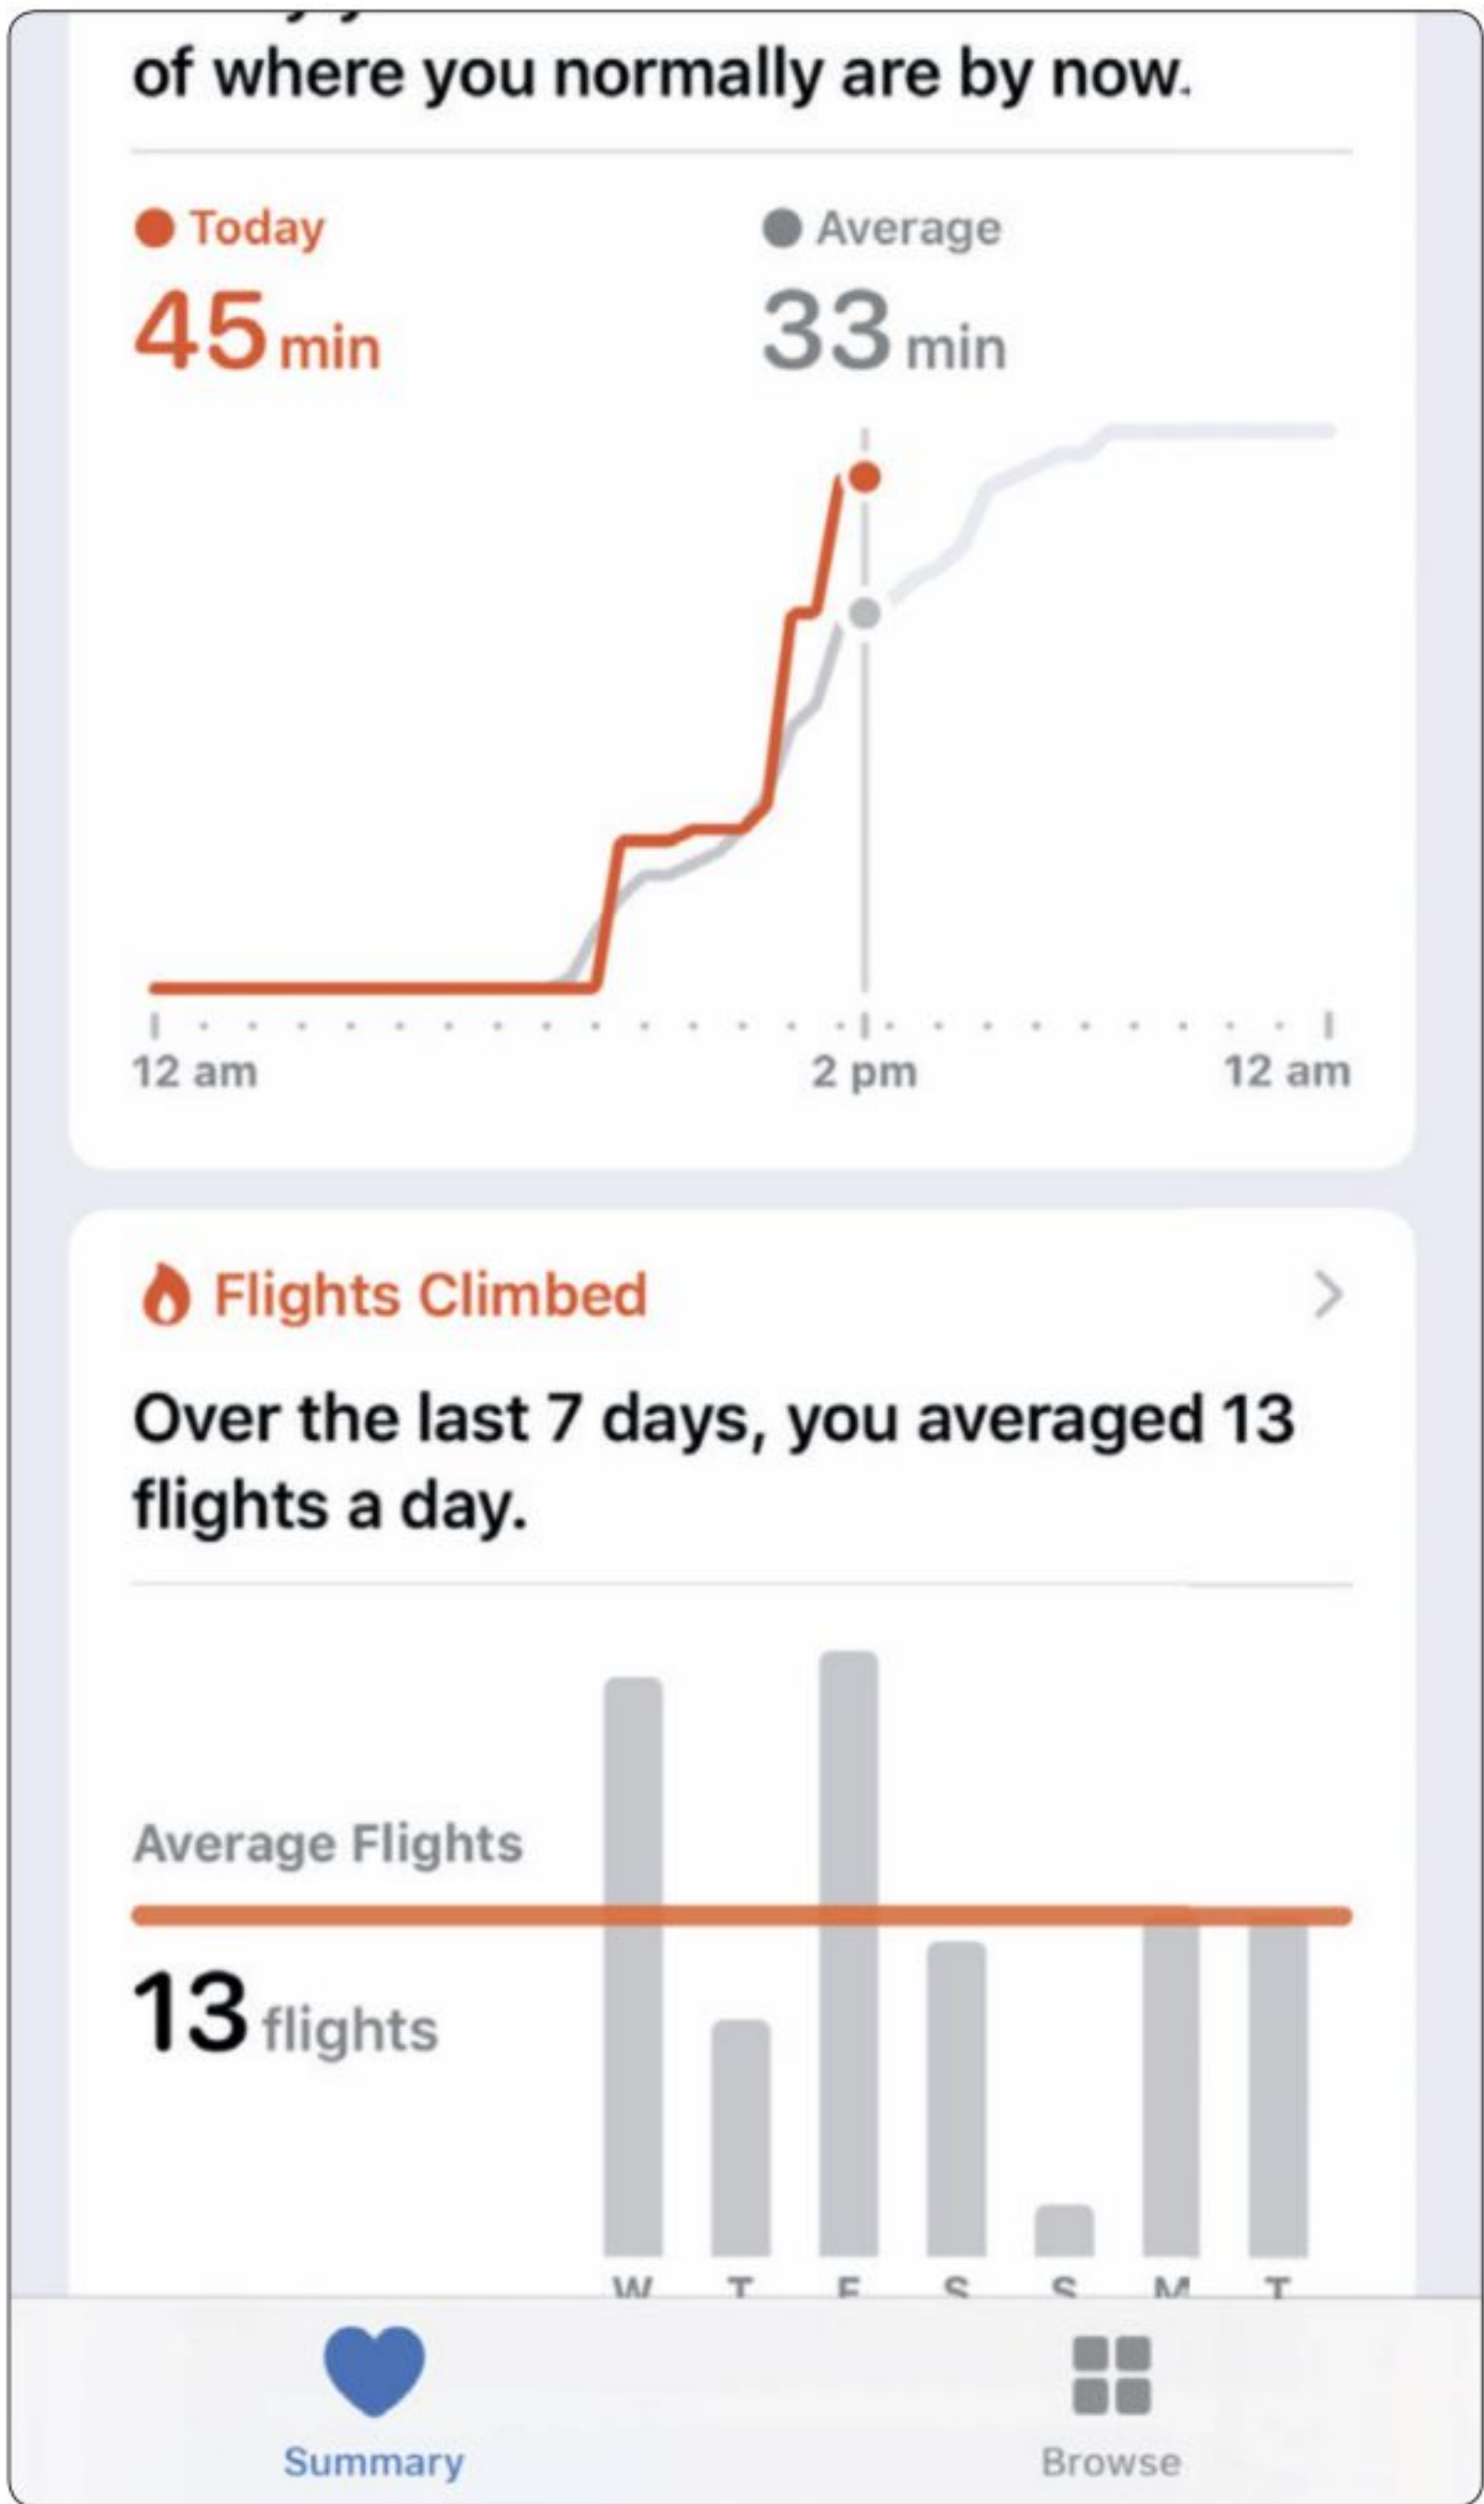 of where you normally are by now.
Today
Average
45 min
33 min
12 am
2 pm
12 am
Flights Climbed
Over the last 7 days, you averaged 13
flights a day.
Average Flights
13 flights
W T F S S M T
Summary
Browse